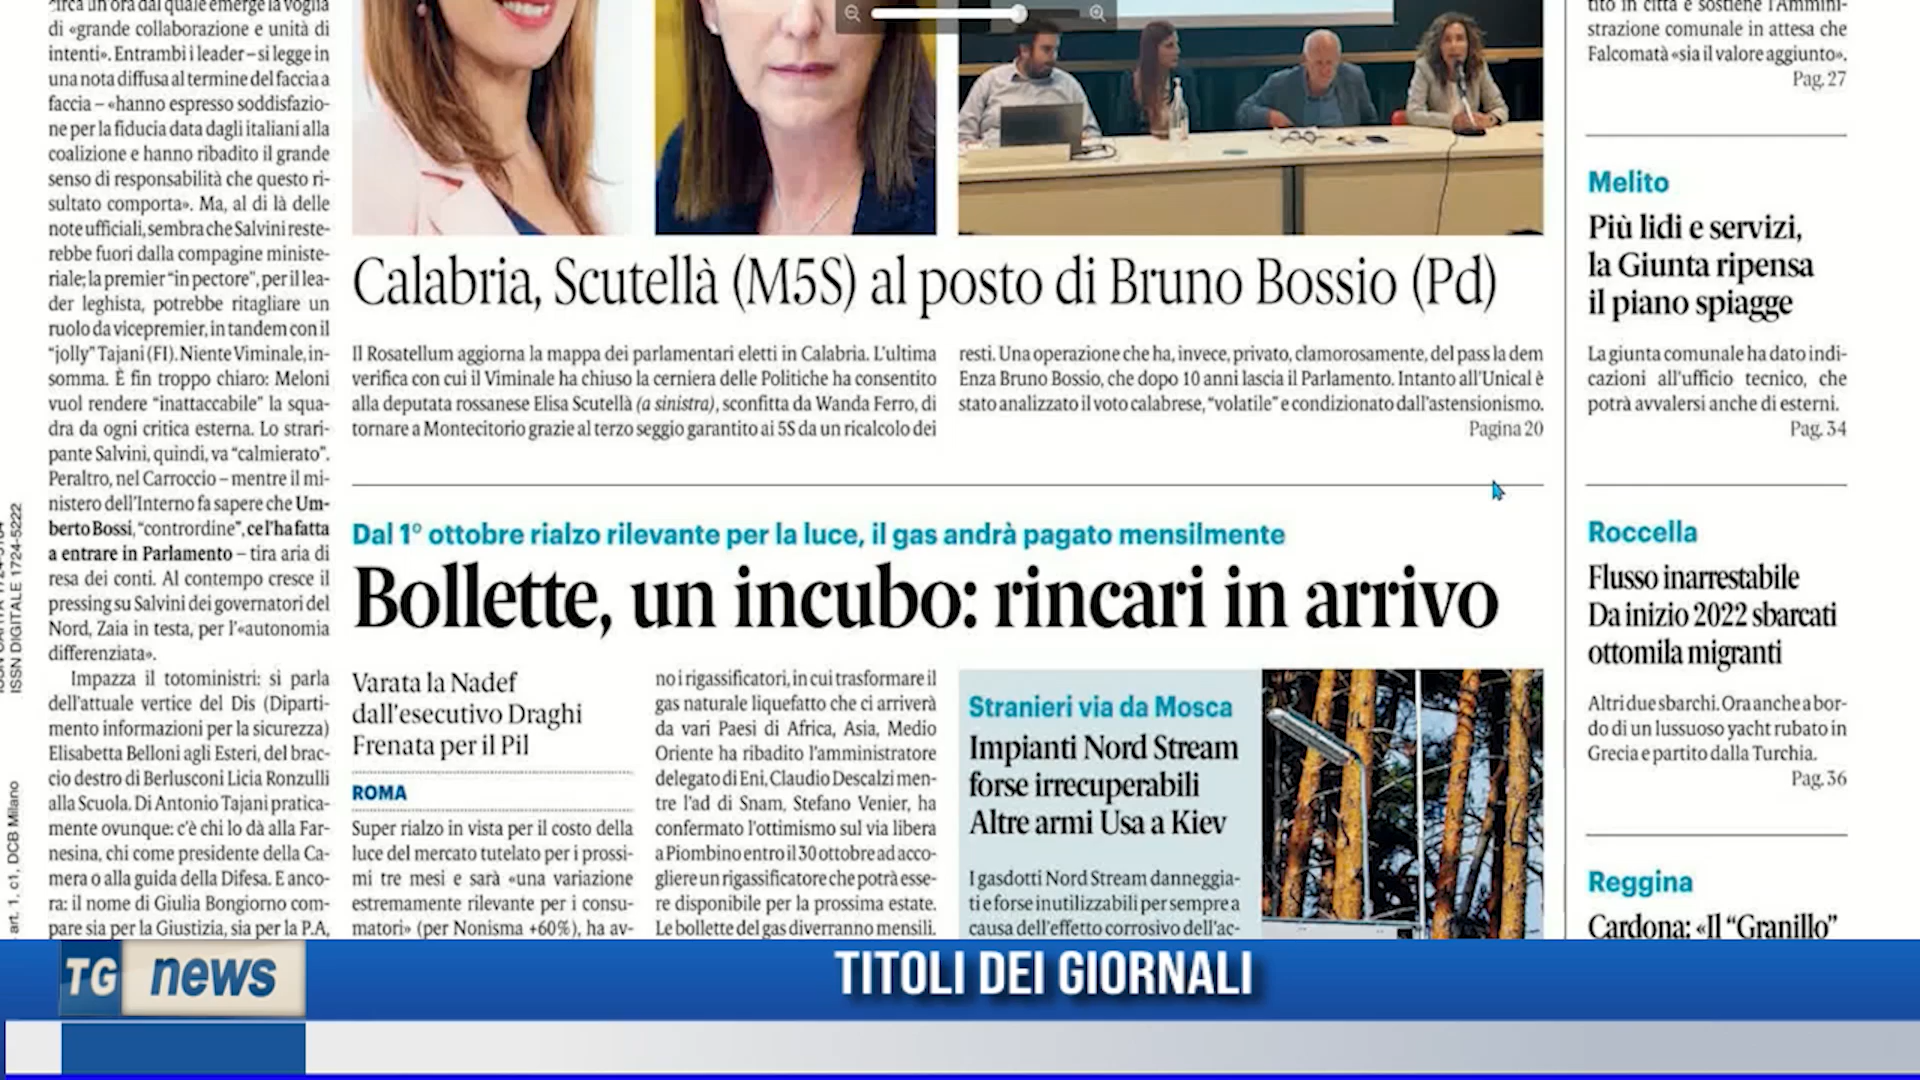 circa un'ora dal quale emerge la voglia
di «grande collaborazione e unità di
intenti». Entrambi i leader – si legge in
una nota diffusa al termine del faccia a
faccia – «hanno espresso soddisfazio-
ne per la fiducia data dagli italiani alla
coalizione e hanno ribadito il grande
senso di responsabilità che questo ri-
sultato comporta». Ma, al di là delle
note ufficiali, sembra che Salvini reste-
rebbe fuori dalla compagine ministe-
riale; la premier “in pectore”, per il lea-
der leghista, potrebbe ritagliare un
ruolo da vicepremier, in tandem con il
“jolly” Tajani (FI). Niente Viminale, in-
somma. È fin troppo chiaro: Meloni
vuol rendere “inattaccabile” la squa-
dra da ogni critica esterna. Lo strari-
pante Salvini, quindi, va “calmierato”.
Peraltro, nel Carroccio – mentre il mi-
nistero dell'Interno fa sapere che Um-
berto Bossi, “contrordine”, ce l'ha fatta
a entrare in Parlamento – tira aria di
resa dei conti. Al contempo cresce il
pressing su Salvini dei governatori del
Nord, Zaia in testa, per l'«autonomia
differenziata».
Impazza il totoministri: si parla
dell'attuale vertice del Dis (Diparti-
mento informazioni per la sicurezza)
Elisabetta Belloni agli Esteri, del brac-
cio destro di Berlusconi Licia Ronzulli
alla Scuola. Di Antonio Tajani pratica-
mente ovunque: c'è chi lo dà alla Far-
nesina, chi come presidente della Ca-
mera o alla guida della Difesa. E anco-
ra: il nome di Giulia Bongiorno com-
pare sia per la Giustizia, sia per la P.A,
ISSN DIGITALE 1724-5222
art. 1, c1, DCB Milano
Calabria, Scutellà (M5S) al posto di Bruno Bossio (Pd)
Il Rosatellum aggiorna la mappa dei parlamentari eletti in Calabria. L'ultima
verifica con cui il Viminale ha chiuso la cerniera delle Politiche ha consentito
alla deputata rossanese Elisa Scutellà (a sinistra), sconfitta da Wanda Ferro, di
tornare a Montecitorio grazie al terzo seggio garantito ai 5S da un ricalcolo dei
resti. Una operazione che ha, invece, privato, clamorosamente, del pass la dem
Enza Bruno Bossio, che dopo 10 anni lascia il Parlamento. Intanto all'Unical è
stato analizzato il voto calabrese, “volatile” e condizionato dall'astensionismo.
Pagina 20
Dal 1° ottobre rialzo rilevante per la luce, il gas andrà pagato mensilmente
Bollette, un incubo: rincari in arrivo
Varata la Nadef
dall'esecutivo Draghi
Frenata per il Pil
ROMA
Super rialzo in vista per il costo della
luce del mercato tutelato per i prossi-
mi tre mesi e sarà «una variazione
estremamente rilevante per i consu-
matori» (per Nonisma +60%), ha av-
no i rigassificatori, in cui trasformare il
gas naturale liquefatto che ci arriverà
da vari Paesi di Africa, Asia, Medio
Oriente ha ribadito l'amministratore
delegato di Eni, Claudio Descalzi men-
tre l'ad di Snam, Stefano Venier, ha
confermato l'ottimismo sul via libera
a Piombino entro il 30 ottobre ad acco-
gliere un rigassificatore che potrà esse-
re disponibile per la prossima estate.
Le bollette del gas diverranno mensili.
Stranieri via da Mosca
Impianti Nord Stream
forse irrecuperabili
Altre armi Usa a Kiev
I gasdotti Nord Stream danneggia-
ti e forse inutilizzabili per sempre a
causa dell'effetto corrosivo dell'ac-
tito in città e sostiene l'Ammini-
strazione comunale in attesa che
Falcomatà «sia il valore aggiunto».
Pag. 27
Melito
Più lidi e servizi,
la Giunta ripensa
il piano spiagge
La giunta comunale ha dato indi-
cazioni all'ufficio tecnico, che
potrà avvalersi anche di esterni.
Pag. 34
Roccella
Flusso inarrestabile
Da inizio 2022 sbarcati
ottomila migranti
Altri due sbarchi. Ora anche a bor-
do di un lussuoso yacht rubato in
Grecia e partito dalla Turchia.
Pag. 36
Reggina
Cardona: «Il “Granillo”
TG news
TITOLI DEI GIORNALI